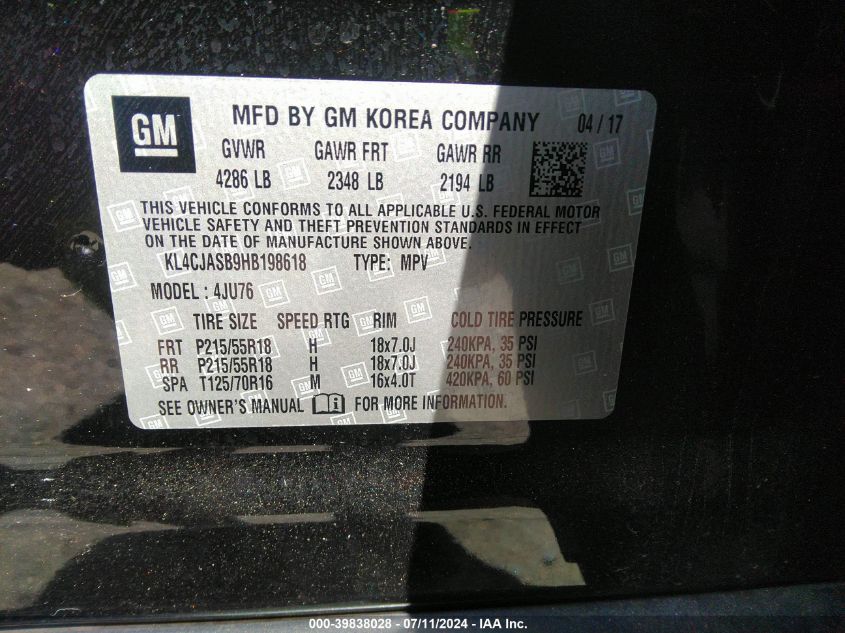 GM
MFD BY GM KOREA COMPANY 04 / 17
GVWR GAWR FRT GAWR RR
4286 LB 2348 LB 2194 LB
THIS VEHICLE CONFORMS TO ALL APPLICABLE U.S. FEDERAL MOTOR
VEHICLE SAFETY AND THEFT PREVENTION STANDARDS IN EFFECT
ON THE DATE OF MANUFACTURE SHOWN ABOVE.
KL4CJASB9HB198618 TYPE: MPV
MODEL : 4JU76
TIRE SIZE SPEED RTG RIM COLD TIRE PRESSURE
FRT P215/55R18 H 18x7.0J 240KPA, 35 PSI
RR P215/55R18 H 18x7.0J 240KPA, 35 PSI
SPA T125/70R16 M 16x4.0T 420KPA, 60 PSI
SEE OWNER'S MANUAL FOR MORE INFORMATION.
000-39838028 - 07/11/2024 - IAA Inc.